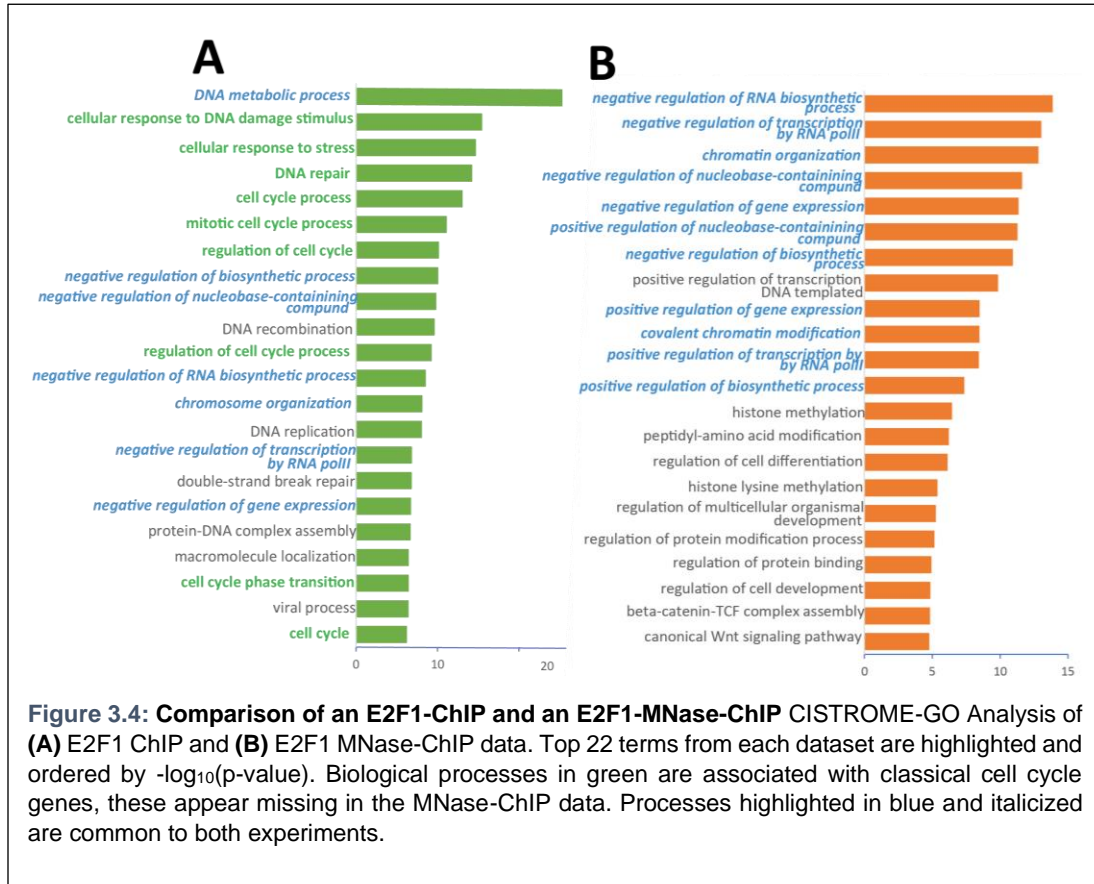 A
DNA metabolic process
cellular response to DNA damage stimulus
cellular response to stress
DNA repair
cell cycle process
mitotic cell cycle process
regulation of cell cycle
negative regulation of biosynthetic process
negative regulation of nucleobase-containining
compund
DNA recombination
regulation of cell cycle process
negative regulation of RNA biosynthetic process
chromosome organization
DNA replication
negative regulation of transcription
by RNA polII
double-strand break repair
negative regulation of gene expression
protein-DNA complex assembly
macromolecule localization
cell cycle phase transition
viral process
cell cycle
0 10 20
B
negative regulation of RNA biosynthetic
process
negative regulation of transcription
by RNA polII
chromatin organization
negative regulation of nucleobase-containining
compund
negative regulation of gene expression
positive regulation of nucleobase-containining
compund
negative regulation of biosynthetic
process
positive regulation of transcription
DNA templated
positive regulation of gene expression
covalent chromatin modification
positive regulation of transcription by
by RNA polII
positive regulation of biosynthetic process
histone methylation
peptidyl-amino acid modification
regulation of cell differentiation
histone lysine methylation
regulation of multicellular organismal
development
regulation of protein modification process
regulation of protein binding
regulation of cell development
beta-catenin-TCF complex assembly
canonical Wnt signaling pathway
0 5 10 15
Figure 3.4: Comparison of an E2F1-ChIP and an E2F1-MNase-ChIP CISTROME-GO Analysis of
(A) E2F1 ChIP and (B) E2F1 MNase-ChIP data. Top 22 terms from each dataset are highlighted and
ordered by -log10(p-value). Biological processes in green are associated with classical cell cycle
genes, these appear missing in the MNase-ChIP data. Processes highlighted in blue and italicized
are common to both experiments.